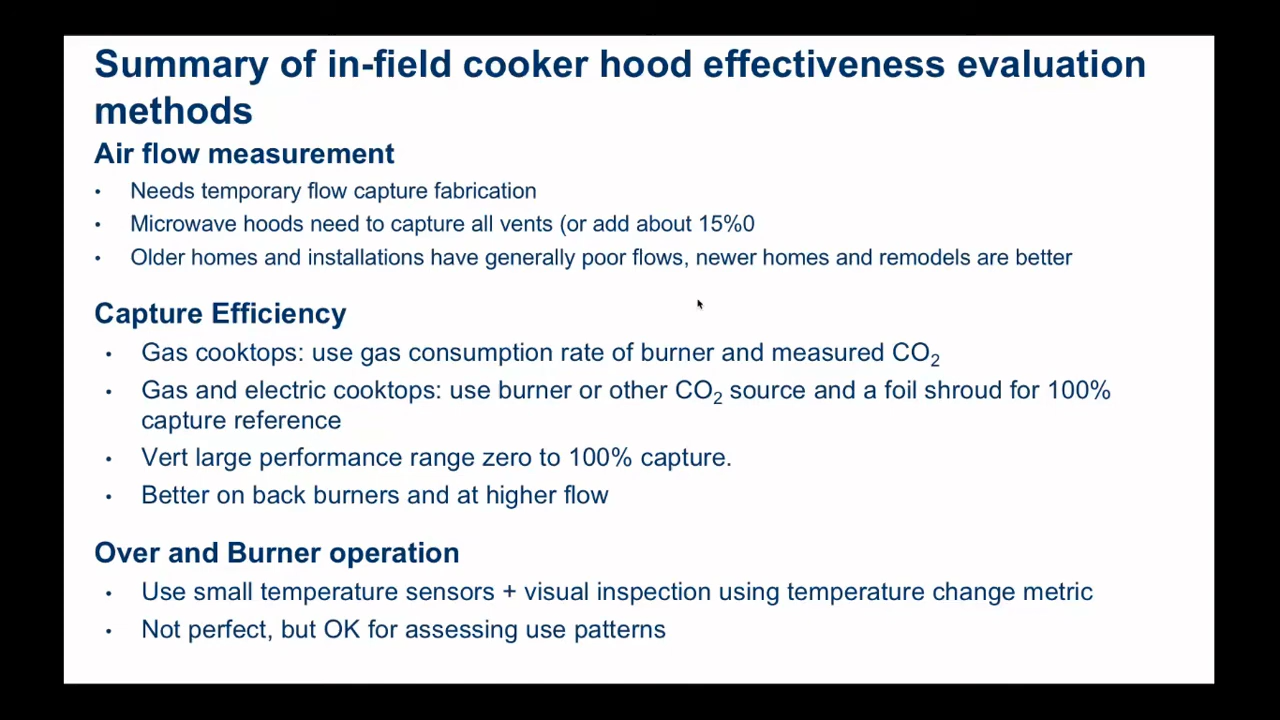 Summary of in-field cooker hood effectiveness evaluation
methods
Air flow measurement
• Needs temporary flow capture fabrication
• Microwave hoods need to capture all vents (or add about 15%0
• Older homes and installations have generally poor flows, newer homes and remodels are better
Capture Efficiency
• Gas cooktops: use gas consumption rate of burner and measured CO₂
• Gas and electric cooktops: use burner or other CO₂ source and a foil shroud for 100%
capture reference
• Vert large performance range zero to 100% capture.
• Better on back burners and at higher flow
Over and Burner operation
• Use small temperature sensors + visual inspection using temperature change metric
• Not perfect, but OK for assessing use patterns